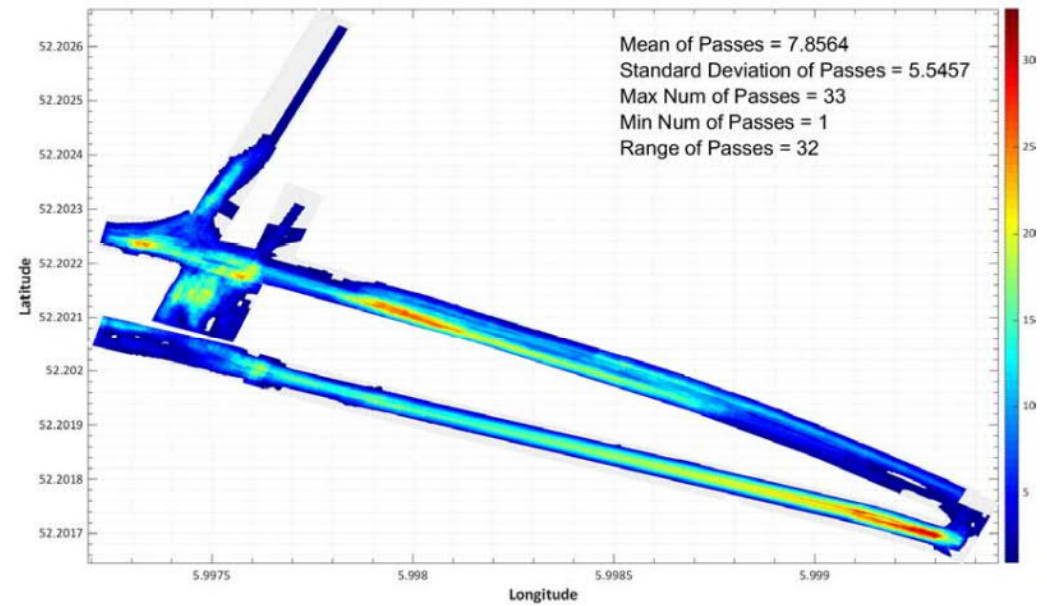 Mean of Passes = 7.8564
Standard Deviation of Passes = 5.5457
Max Num of Passes = 33
Min Num of Passes = 1
Range of Passes = 32
52.2026
52.2025
52.2024
52.2023
52.2022
52.2021
52.202
52.2019
52.2018
52.2017
Latitude
5.9975
5.998
5.9985
5.999
Longitude
30
25
20
15
10
5